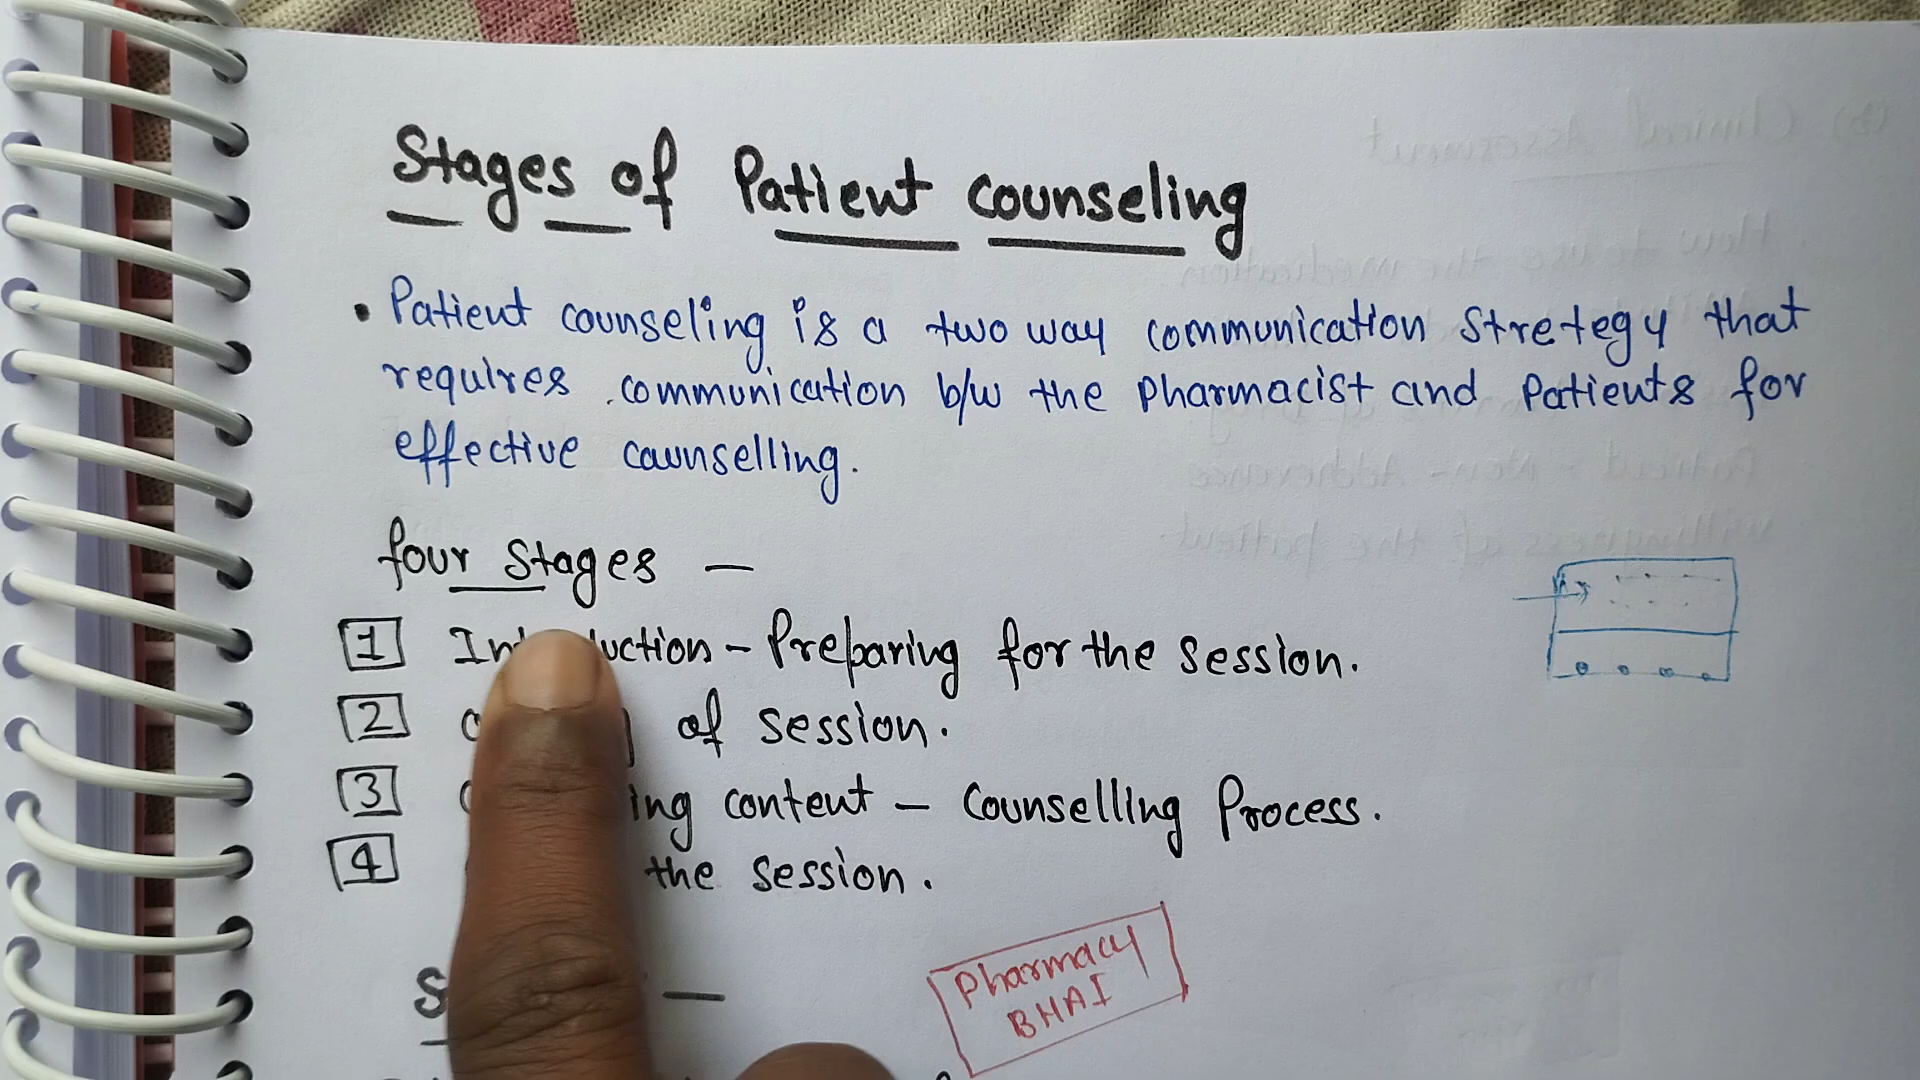 Stages of Patient counseling
• Patient counseling is a two way communication stretegy that
requires communication b/w the pharmacist and Patients for
effective counselling.
four stages —
1 Introduction - Preparing for the session.
2 of session.
3 content – Counselling Process.
4 the session.
Pharmacy
BHAI